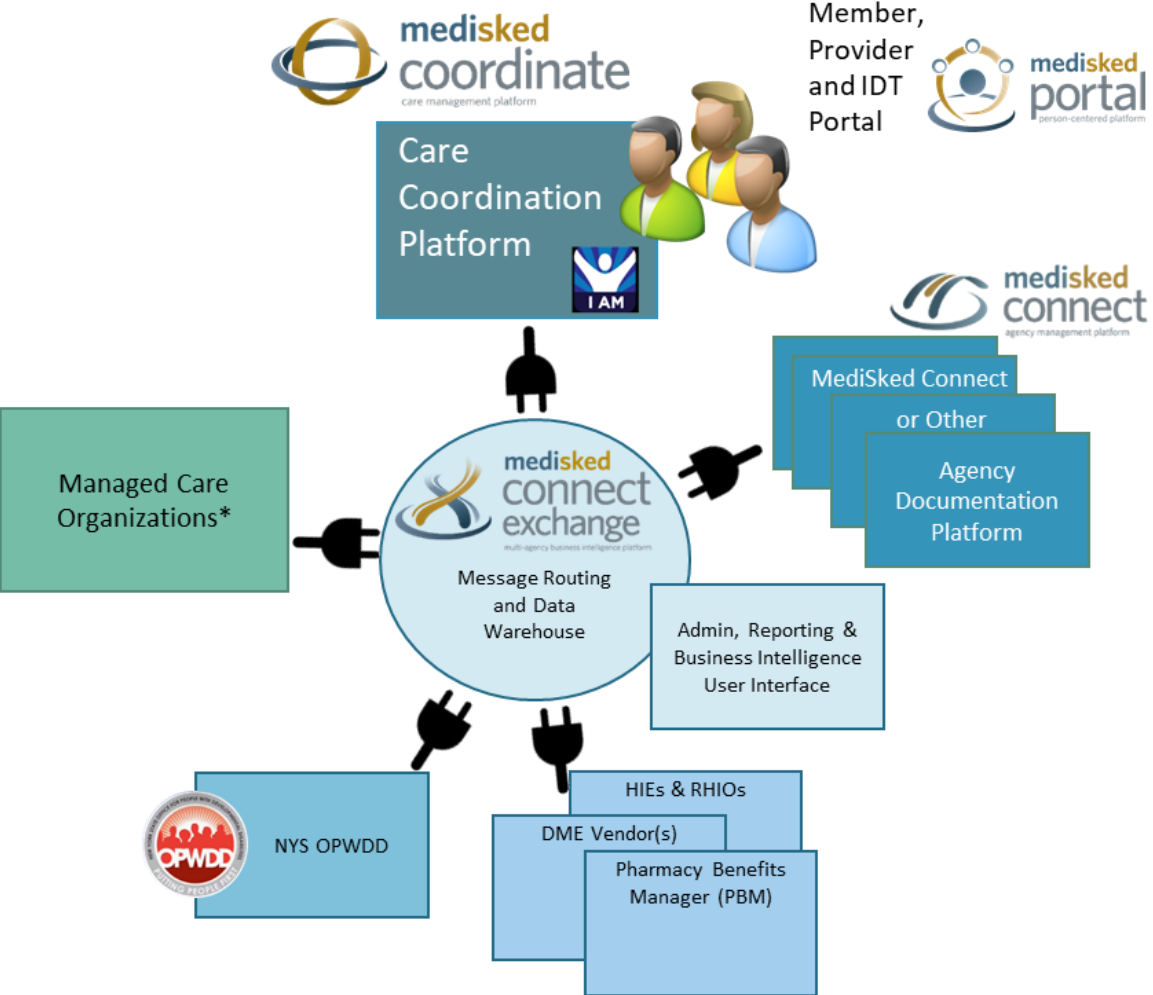 medisked
coordinate
care management platform
Member,
Provider
and IDT
Portal
medisked
portal
person-centered platform
Care
Coordination
Platform
I AM
medisked
connect
agency management platform
MediSked Connect
or Other
Agency
Documentation
Platform
Managed Care
Organizations*
medisked
connect
exchange
multi-agency business intelligence platform
Message Routing
and Data
Warehouse
Admin, Reporting &
Business Intelligence
User Interface
NYS OPWDD
OPWDD
PUTTING PEOPLE FIRST
HIEs & RHIOs
DME Vendor(s)
Pharmacy Benefits
Manager (PBM)